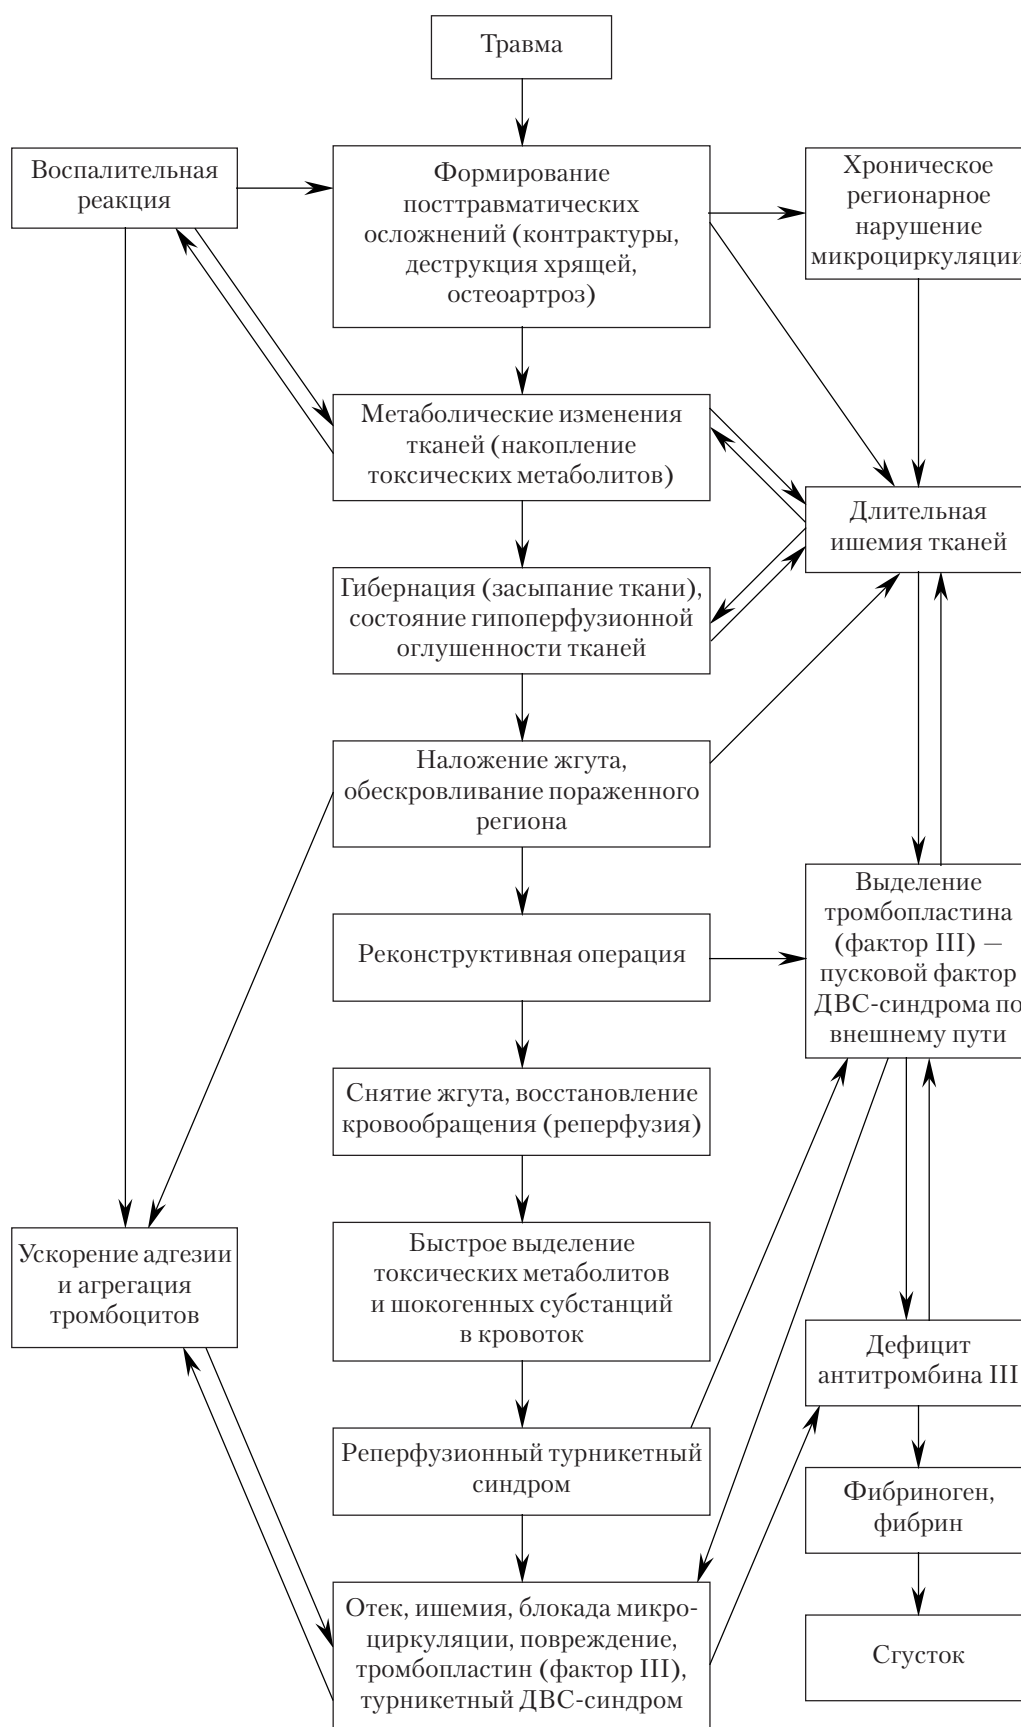 Травма
Воспалительная
реакция
Формирование
посттравматических
осложнений (контрактуры,
деструкция хрящей,
остеоартроз)
Хроническое
регионарное
нарушение
микроциркуляции
Метаболические изменения
тканей (накопление
токсических метаболитов)
Длительная
ишемия тканей
Гибернация (засыпание ткани),
состояние гипоперфузионной
оглушенности тканей
Наложение жгута,
обескровливание пораженного
региона
Выделение
тромбопластина
(фактор III) —
пусковой фактор
ДВС-синдрома по
внешнему пути
Реконструктивная операция
Снятие жгута, восстановление
кровообращения (реперфузия)
Ускорение адгезии
и агрегация
тромбоцитов
Быстрое выделение
токсических метаболитов
и шокогенных субстанций
в кровоток
Дефицит
антитромбина III
Реперфузионный турникетный
синдром
Фибриноген,
фибрин
Отек, ишемия, блокада микро-
циркуляции, повреждение,
тромбопластин (фактор III),
турникетный ДВС-синдром
Сгусток